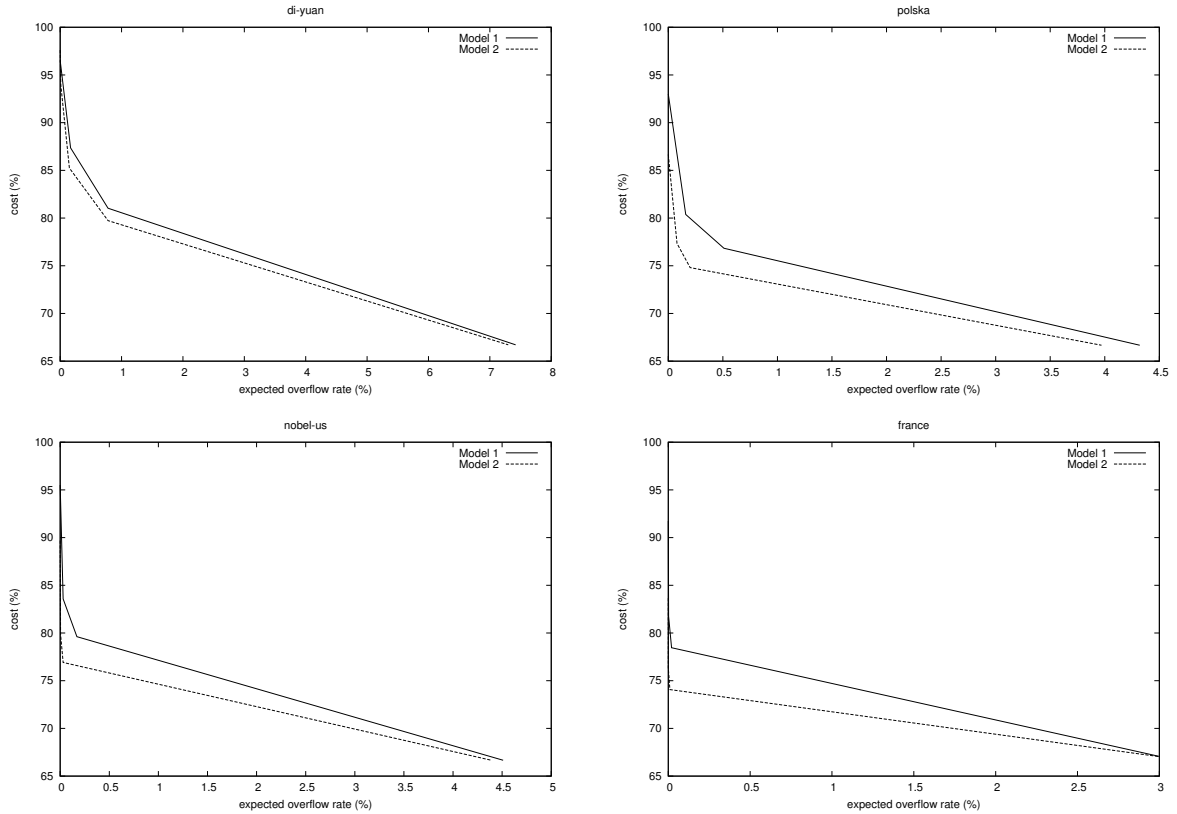 di-yuan
100
95
90
85
80
75
70
65
cost (%)
0 1 2 3 4 5 6 7 8
expected overflow rate (%)
Model 1
Model 2
polska
100
95
90
85
80
75
70
65
cost (%)
0 0.5 1 1.5 2 2.5 3 3.5 4 4.5
expected overflow rate (%)
Model 1
Model 2
nobel-us
100
95
90
85
80
75
70
65
cost (%)
0 0.5 1 1.5 2 2.5 3 3.5 4 4.5 5
expected overflow rate (%)
Model 1
Model 2
france
100
95
90
85
80
75
70
65
cost (%)
0 0.5 1 1.5 2 2.5 3
expected overflow rate (%)
Model 1
Model 2